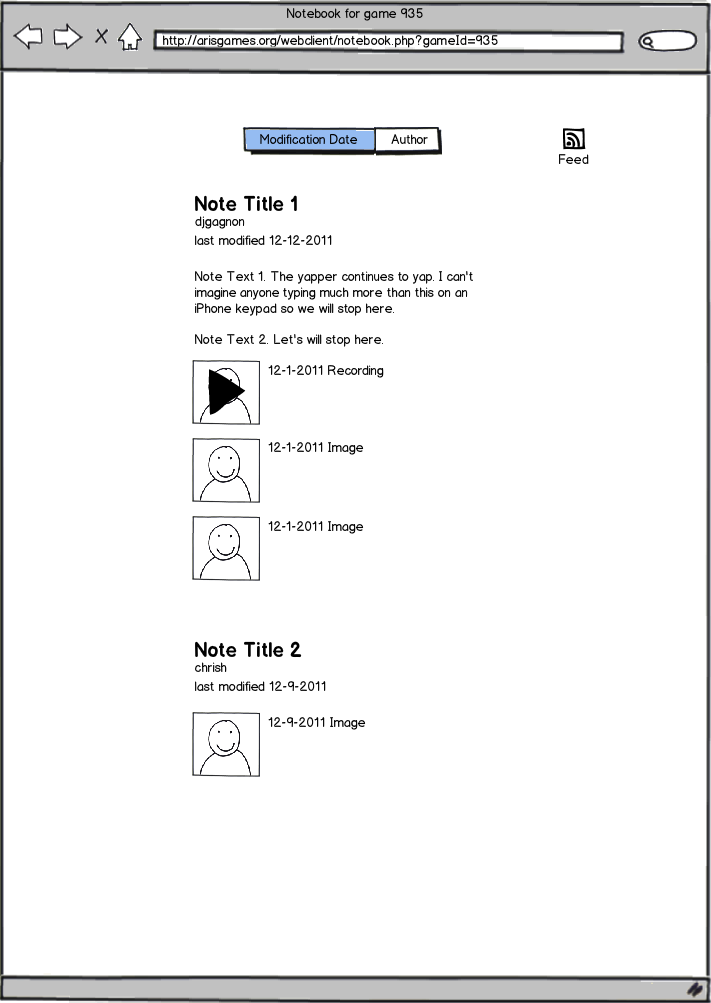 Notebook for game 935
http://arisgames.org/webclient/notebook.php?gameId=935
Modification Date
Author
Feed
Note Title 1
djgagnon
last modified 12-12-2011
Note Text 1. The yapper continues to yap. I can't
imagine anyone typing much more than this on an
iPhone keypad so we will stop here.
Note Text 2. Let's will stop here.
12-1-2011 Recording
12-1-2011 Image
12-1-2011 Image
Note Title 2
chrish
last modified 12-9-2011
12-9-2011 Image